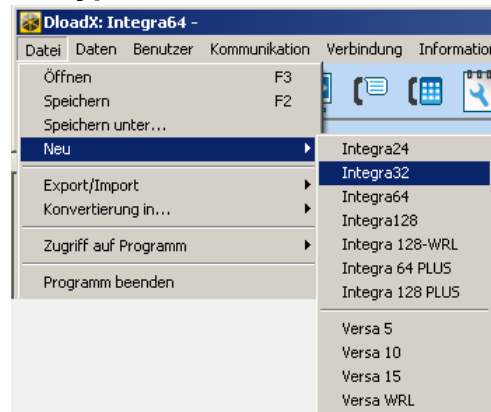 DloadX: Integra64 -
Datei Daten Benutzer Kommunikation Verbindung Information
Öffnen F3
Speichern F2
Speichern unter...
Neu
Export/Import
Konvertierung in...
Zugriff auf Programm
Programm beenden
Integra24
Integra32
Integra64
Integra128
Integra 128-WRL
Integra 64 PLUS
Integra 128 PLUS
Versa 5
Versa 10
Versa 15
Versa WRL